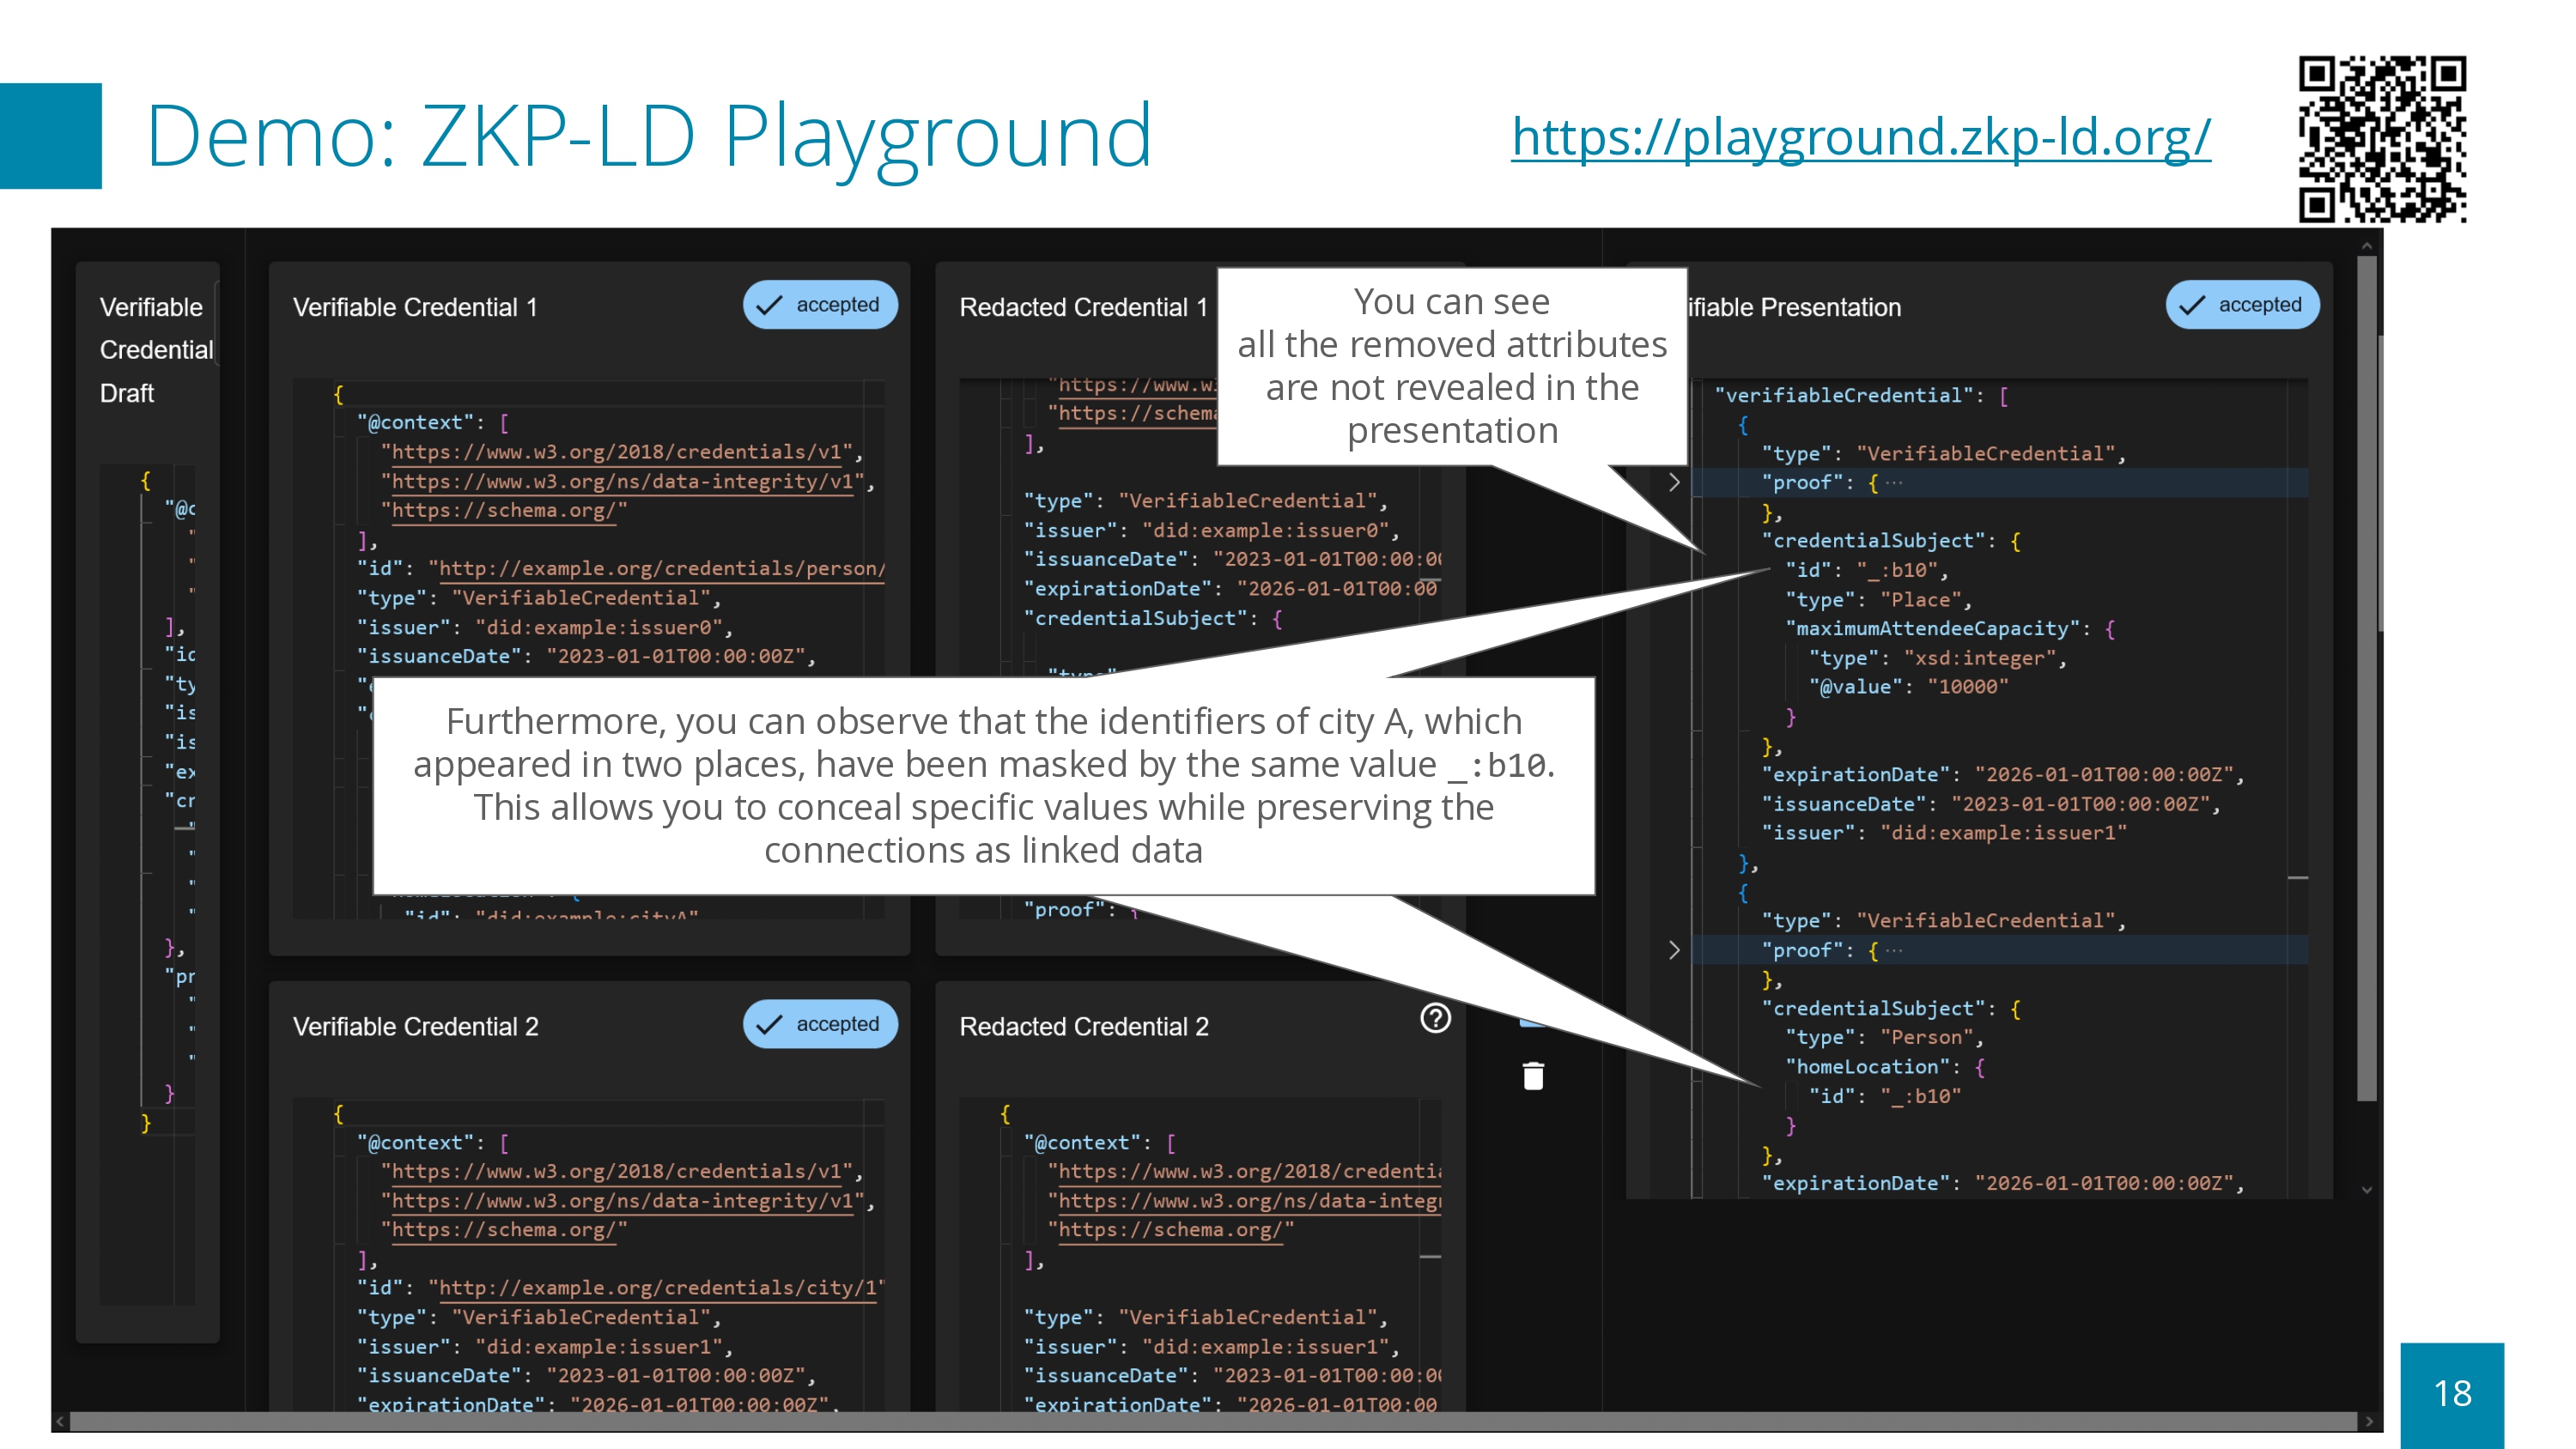 Demo: ZKP-LD Playground
https://playground.zkp-ld.org/
Verifiable
Credential
Draft
{
"@c
"
"
"
],
"id
"ty
"is
"is
"ex
"cr
"
"
"
"
},
"pr
"
"
"
}
}
Verifiable Credential 1
accepted
{
"@context": [
"https://www.w3.org/2018/credentials/v1",
"https://www.w3.org/ns/data-integrity/v1",
"https://schema.org/"
],
"id": "http://example.org/credentials/person/
"type": "VerifiableCredential",
"issuer": "did:example:issuer0",
"issuanceDate": "2023-01-01T00:00:00Z",
"id": "did:example:cityA"
Redacted Credential 1
"https://www.w
"https://schema
],
"type": "VerifiableCredential",
"issuer": "did:example:issuer0",
"issuanceDate": "2023-01-01T00:00:00
"expirationDate": "2026-01-01T00:00
"credentialSubject": {
"type"
"proof": }
You can see
all the removed attributes
are not revealed in the
presentation
Furthermore, you can observe that the identifiers of city A, which
appeared in two places, have been masked by the same value _:b10.
This allows you to conceal specific values while preserving the
connections as linked data
Verifiable Credential 2
accepted
{
"@context": [
"https://www.w3.org/2018/credentials/v1",
"https://www.w3.org/ns/data-integrity/v1",
"https://schema.org/"
],
"id": "http://example.org/credentials/city/1"
"type": "VerifiableCredential",
"issuer": "did:example:issuer1",
"issuanceDate": "2023-01-01T00:00:00Z",
"expirationDate": "2026-01-01T00:00:00Z",
Redacted Credential 2
{
"@context": [
"https://www.w3.org/2018/credentia
"https://www.w3.org/ns/data-integr
"https://schema.org/"
],
"type": "VerifiableCredential",
"issuer": "did:example:issuer1",
"issuanceDate": "2023-01-01T00:00:00
"expirationDate": "2026-01-01T00:00
ifiable Presentation
accepted
"verifiableCredential": [
{
"type": "VerifiableCredential",
"proof": { ···
},
"credentialSubject": {
"id": "_:b10",
"type": "Place",
"maximumAttendeeCapacity": {
"type": "xsd:integer",
"@value": "10000"
}
},
"expirationDate": "2026-01-01T00:00:00Z",
"issuanceDate": "2023-01-01T00:00:00Z",
"issuer": "did:example:issuer1"
},
{
"type": "VerifiableCredential",
"proof": { ···
},
"credentialSubject": {
"type": "Person",
"homeLocation": {
"id": "_:b10"
}
},
"expirationDate": "2026-01-01T00:00:00Z",
18